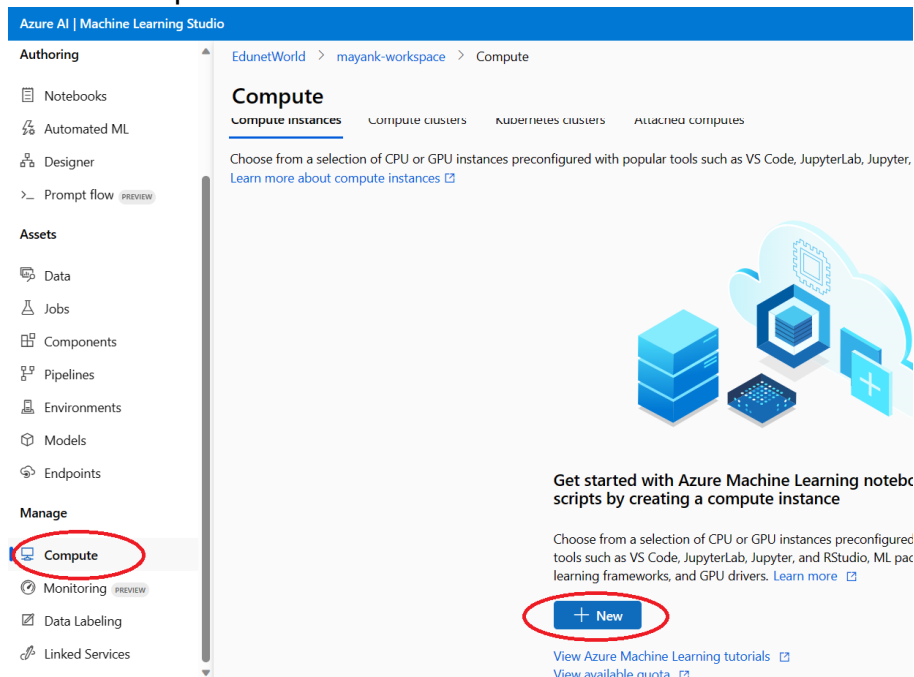 Azure AI | Machine Learning Studio
Authoring
Notebooks
Automated ML
Designer
Prompt flow PREVIEW
Assets
Data
Jobs
Components
Pipelines
Environments
Models
Endpoints
Manage
Compute
Monitoring PREVIEW
Data Labeling
Linked Services
EdunetWorld > mayank-workspace > Compute
Compute
Compute instances Compute clusters Kubernetes clusters Attached computes
Choose from a selection of CPU or GPU instances preconfigured with popular tools such as VS Code, JupyterLab, Jupyter,
Learn more about compute instances
Get started with Azure Machine Learning notebo
scripts by creating a compute instance
Choose from a selection of CPU or GPU instances preconfigured
tools such as VS Code, JupyterLab, Jupyter, and RStudio, ML pac
learning frameworks, and GPU drivers. Learn more
+ New
View Azure Machine Learning tutorials
View available quota